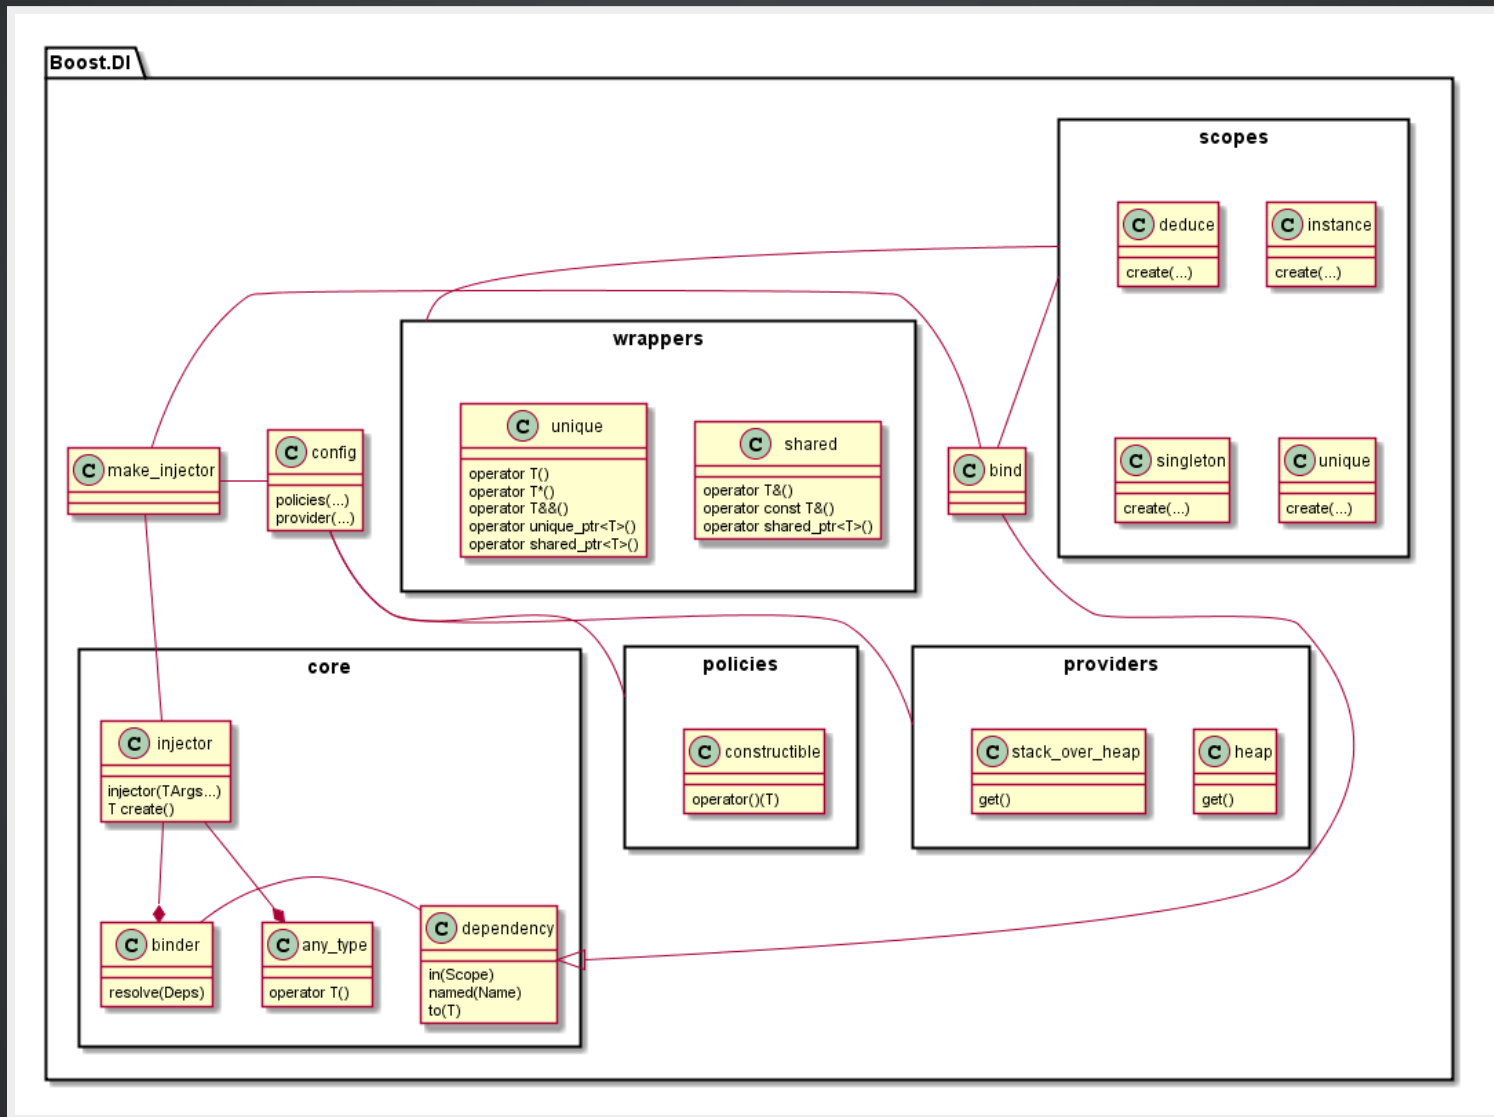 Boost.DI
scopes
C deduce
create(...)
C instance
create(...)
C singleton
create(...)
C unique
create(...)
wrappers
C unique
operator T()
operator T*()
operator T&&()
operator unique_ptr<T>()
operator shared_ptr<T>()
C shared
operator T&()
operator const T&()
operator shared_ptr<T>()
C make_injector
C config
policies(...)
provider(...)
C bind
core
C injector
injector(TArgs...)
T create()
C binder
resolve(Deps)
C any_type
operator T()
C dependency
in(Scope)
named(Name)
to(T)
policies
C constructible
operator()(T)
providers
C stack_over_heap
get()
C heap
get()